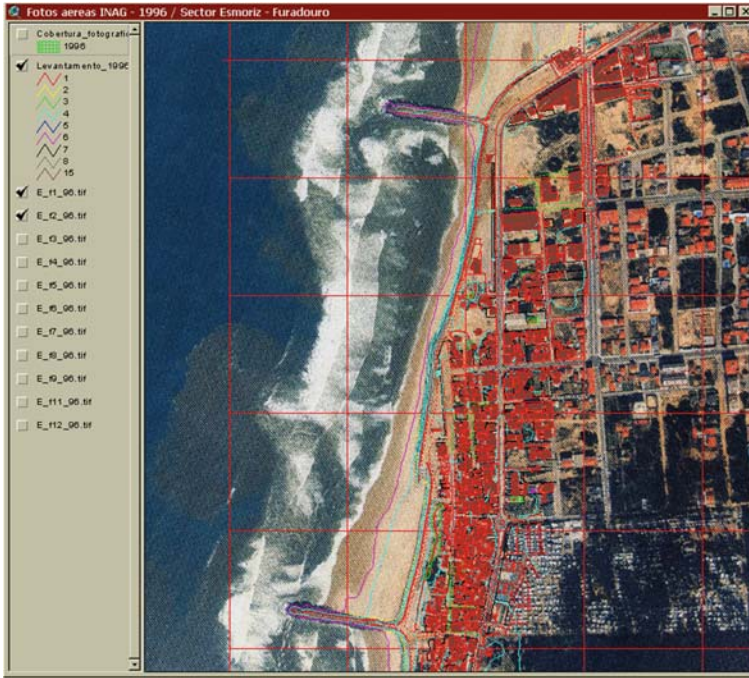 Fotos aereas INAG - 1996 / Sector Esmoriz - Furadouro
Cobertura_fotografic
1996
Levantamento_1996
1
2
3
4
5
6
7
8
15
E_f1_96.tif
E_f2_96.tif
E_f3_96.tif
E_f4_96.tif
E_f5_96.tif
E_f6_96.tif
E_f7_96.tif
E_f8_96.tif
E_f9_96.tif
E_f11_96.tif
E_f12_96.tif